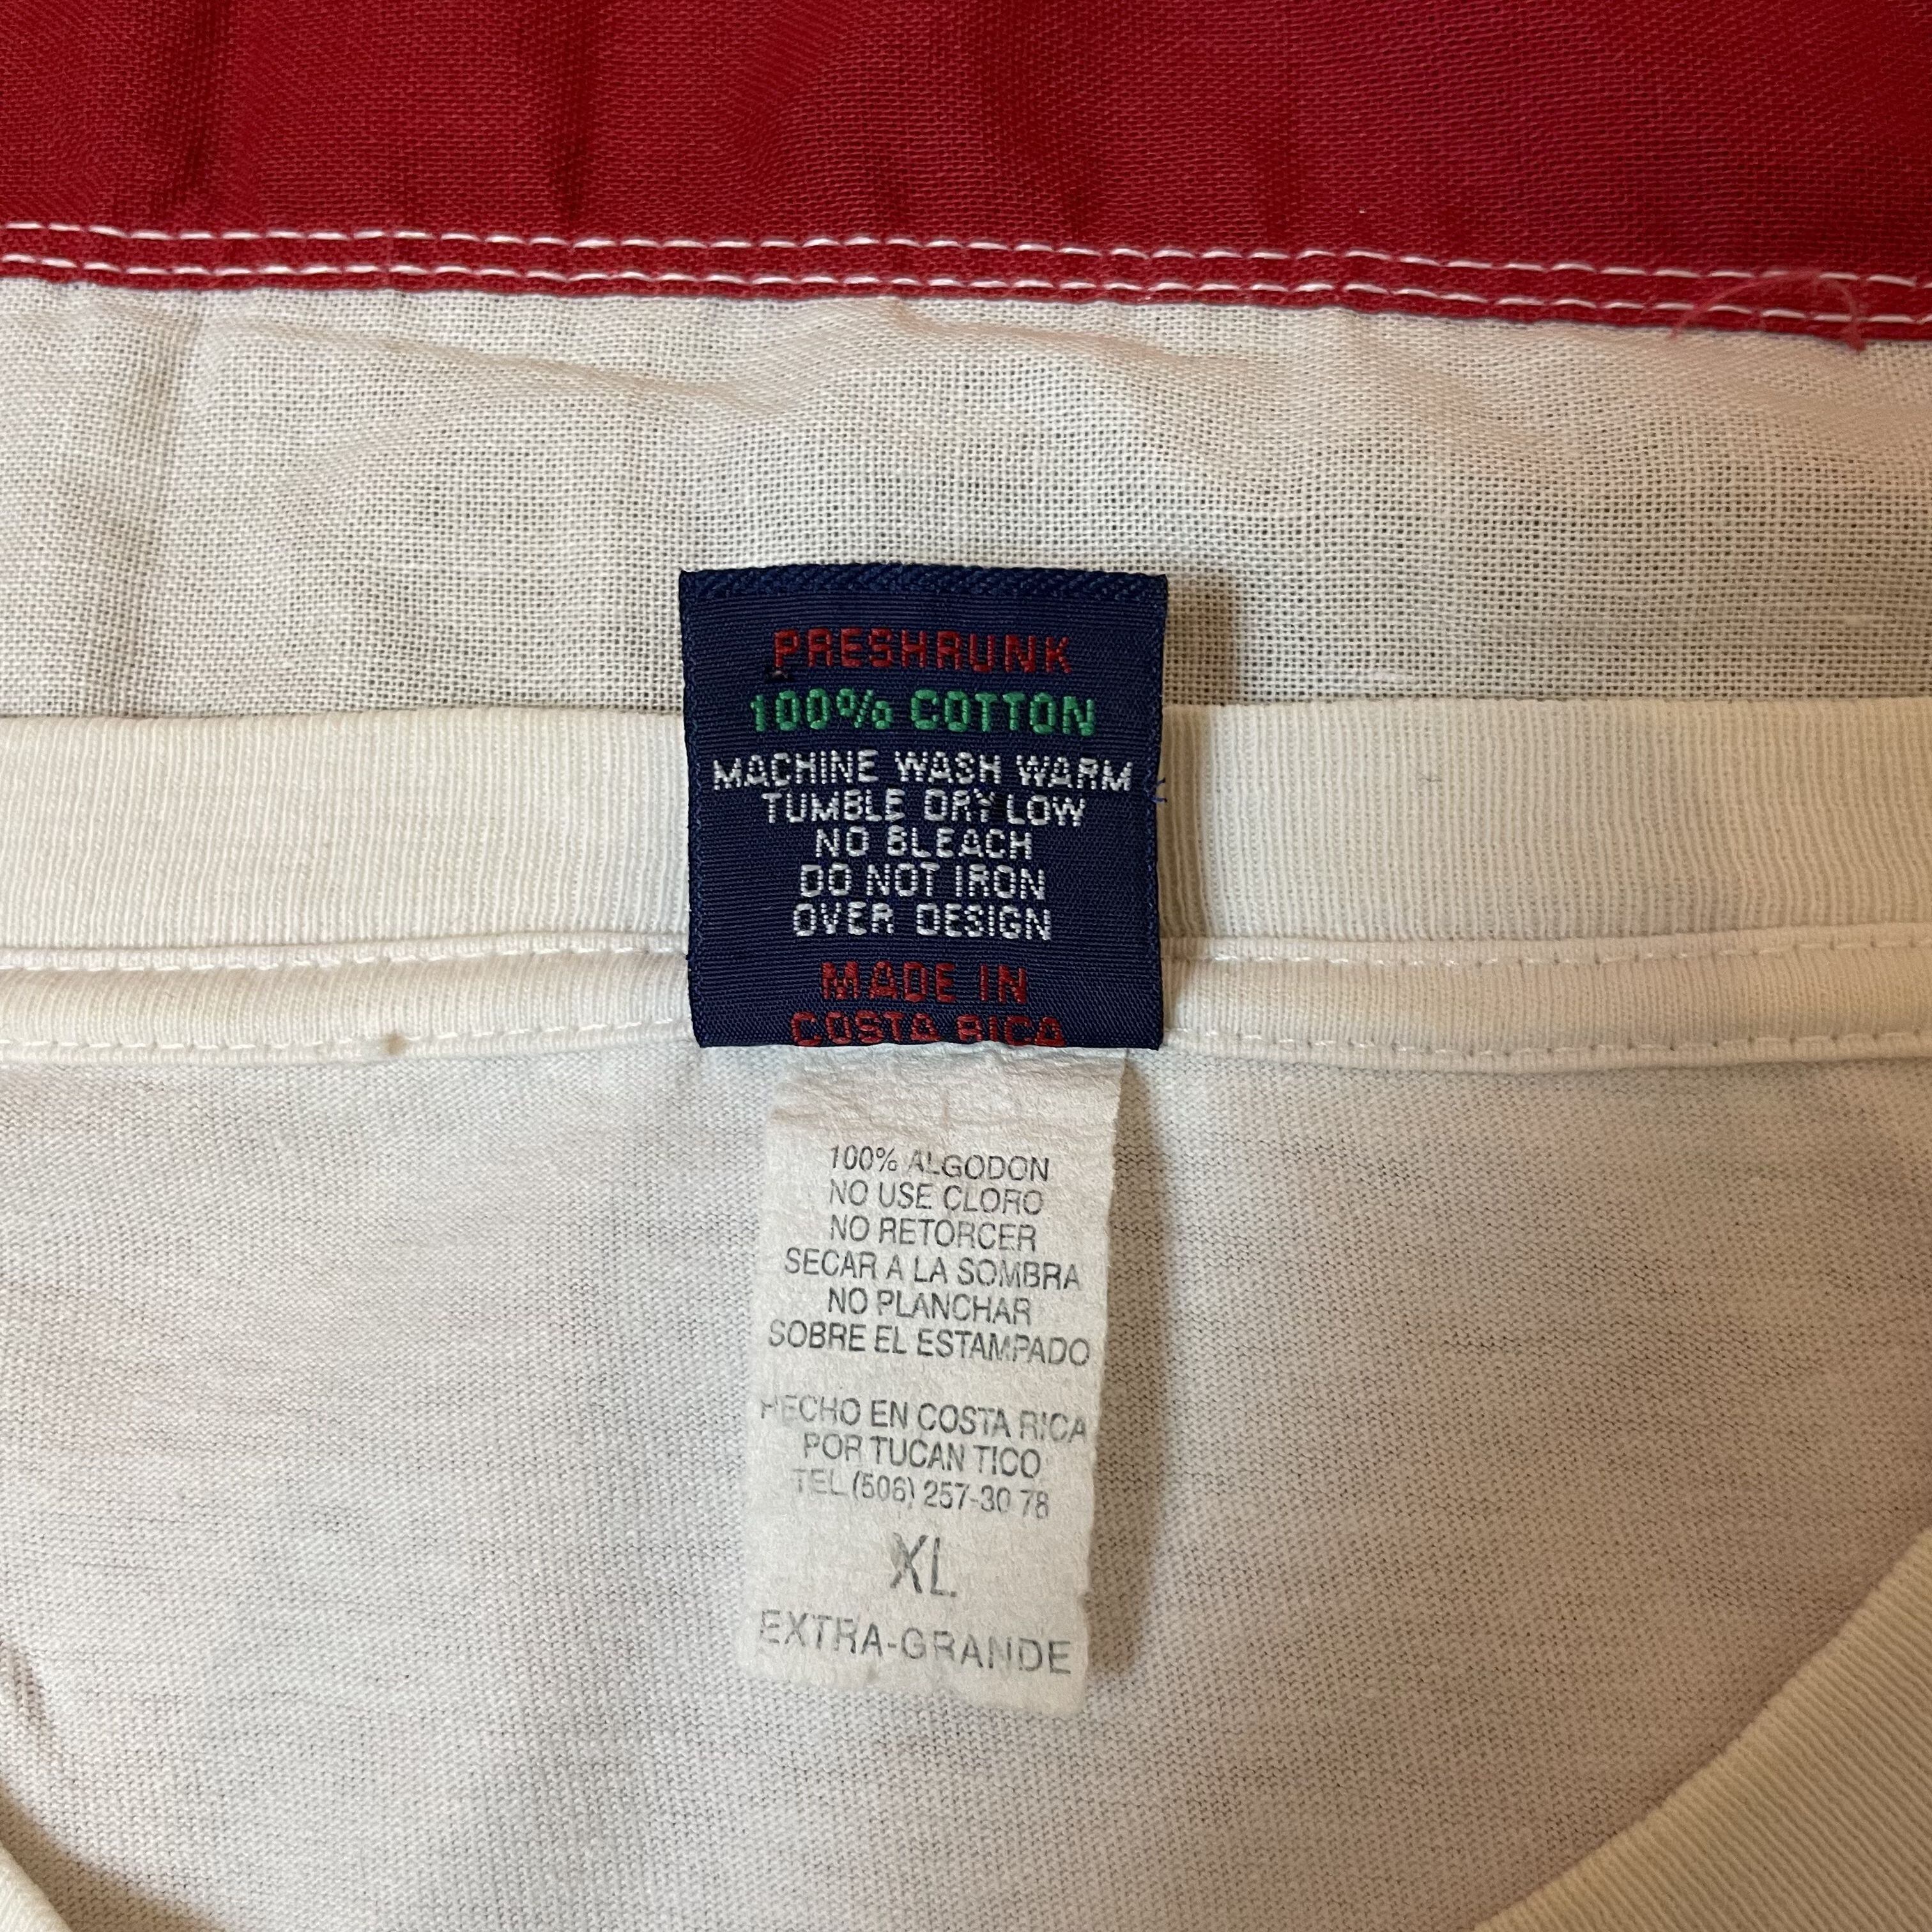 PRESHRUNK
100% COTTON
MACHINE WASH WARM
TUMBLE DRY LOW
NO BLEACH
DO NOT IRON
OVER DESIGN
MADE IN
COSTA RICA
100% ALGODON
NO USE CLORO
NO RETORCER
SECAR A LA SOMBRA
NO PLANCHAR
SOBRE EL ESTAMPADO
HECHO EN COSTA RICA
POR TUCAN TICO
TEL (506) 257-30 78
XL
EXTRA-GRANDE